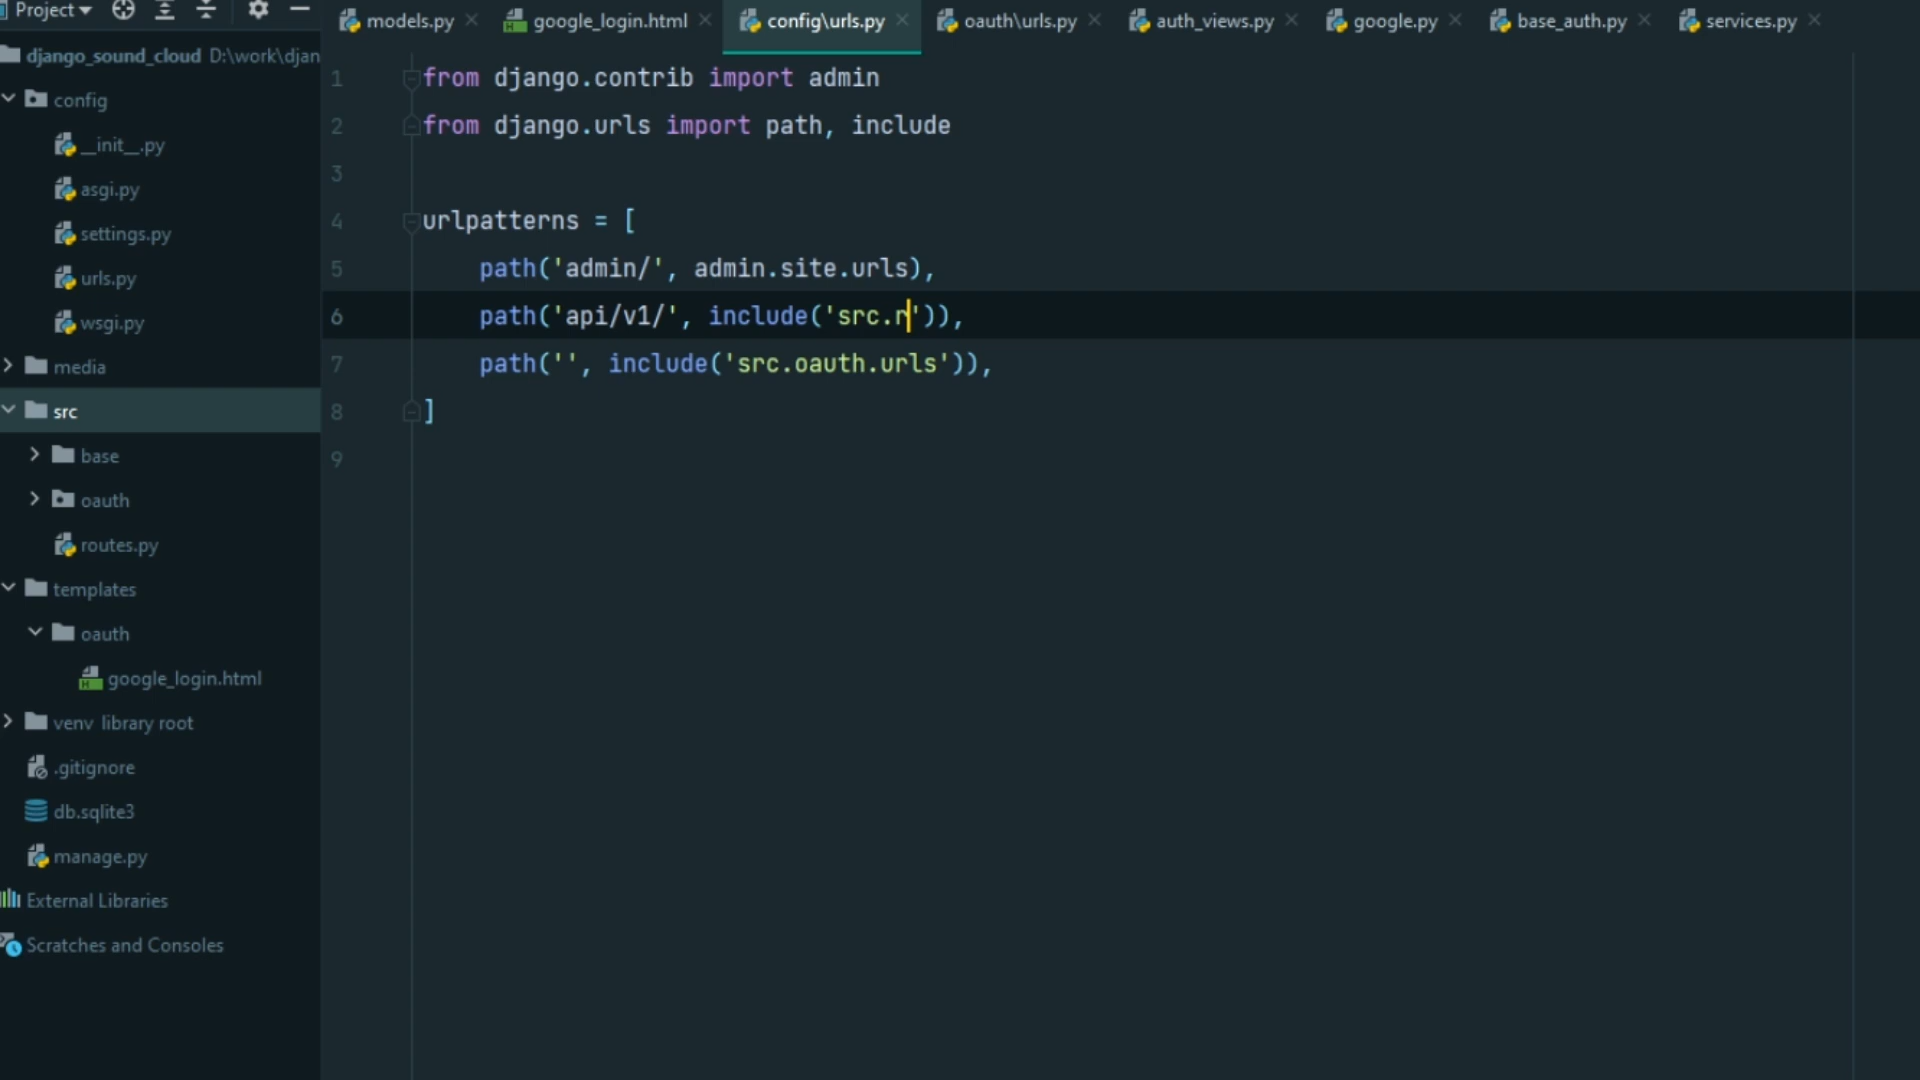 Project
models.py
google_login.html
config\urls.py
oauth\urls.py
auth_views.py
google.py
base_auth.py
services.py
django_sound_cloud D:\work\djan
config
__init__.py
asgi.py
settings.py
urls.py
wsgi.py
media
src
base
oauth
routes.py
templates
oauth
google_login.html
venv library root
.gitignore
db.sqlite3
manage.py
External Libraries
Scratches and Consoles
1 from django.contrib import admin
2 from django.urls import path, include
3
4 urlpatterns = [
5 path('admin/', admin.site.urls),
6 path('api/v1/', include('src.r')),
7 path('', include('src.oauth.urls')),
8 ]
9